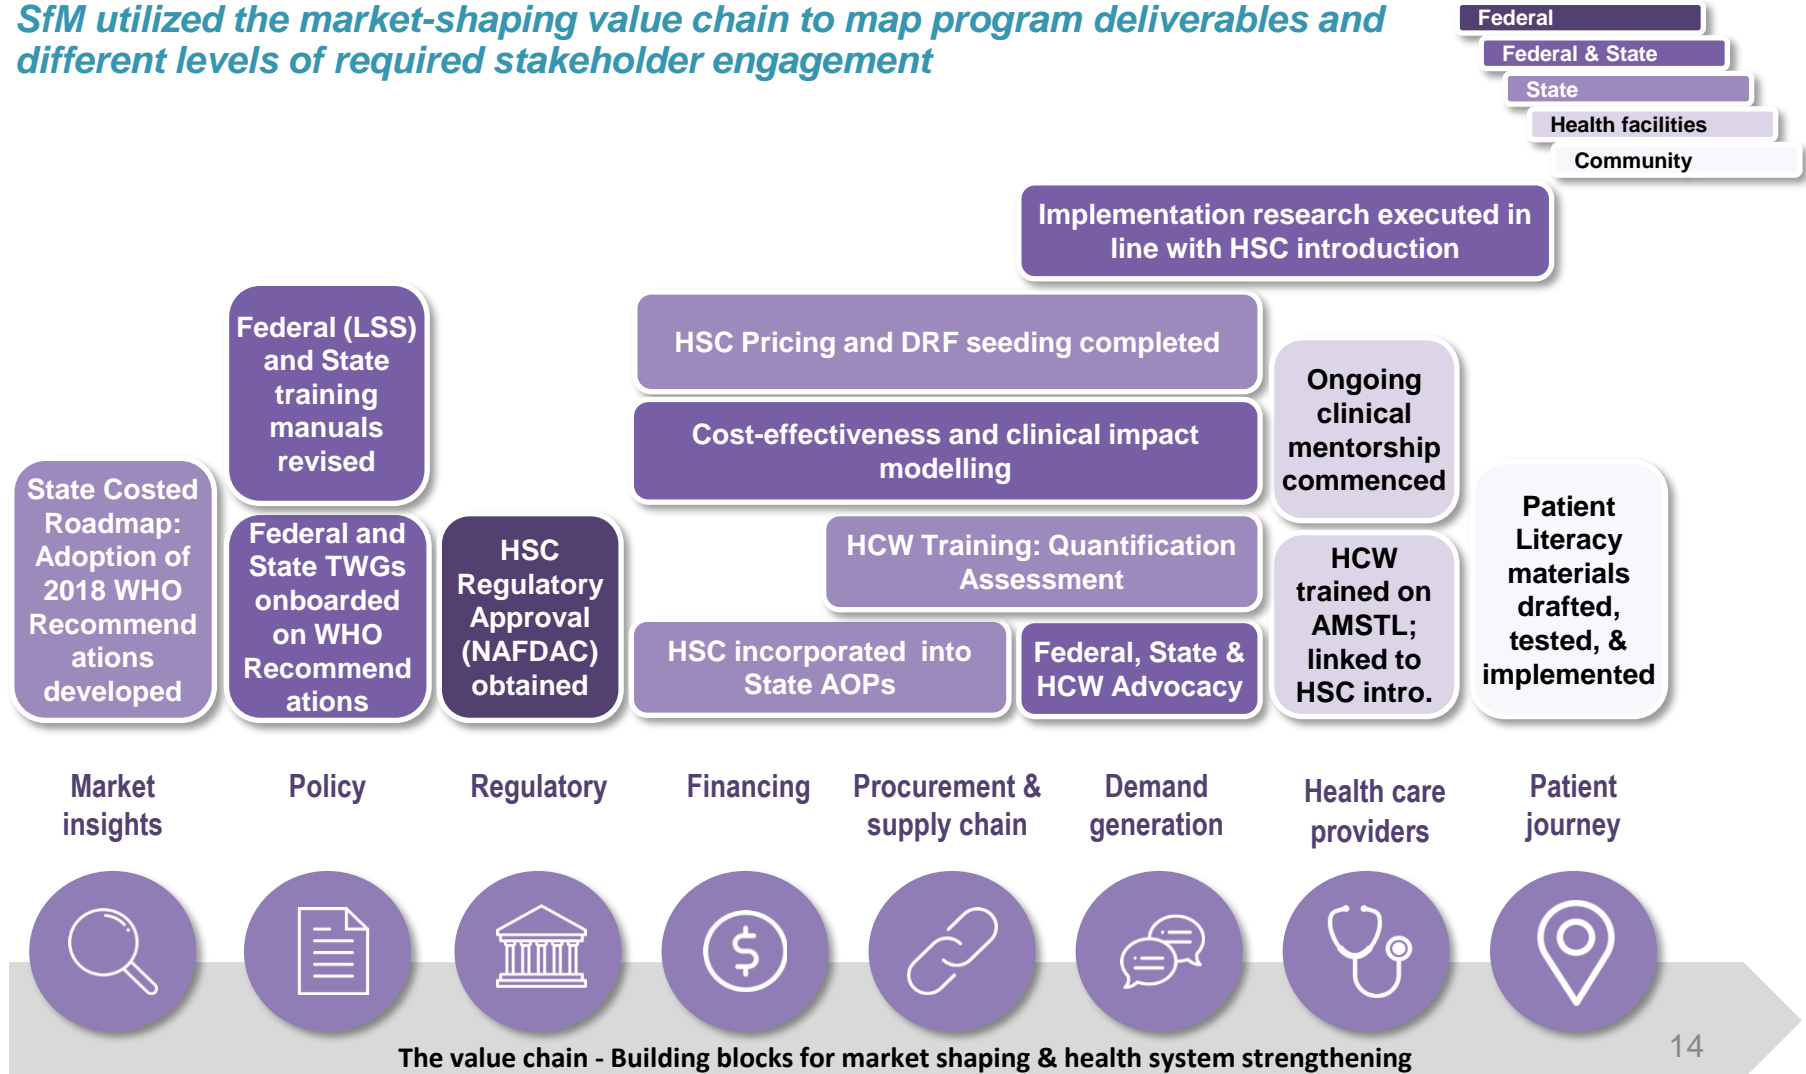 SfM utilized the market-shaping value chain to map program deliverables and
different levels of required stakeholder engagement
Federal
Federal & State
State
Health facilities
Community
Implementation research executed in
line with HSC introduction
HSC Pricing and DRF seeding completed
Cost-effectiveness and clinical impact
modelling
HCW Training: Quantification
Assessment
HSC incorporated into
State AOPs
Federal, State &
HCW Advocacy
State Costed
Roadmap:
Adoption of
2018 WHO
Recommend
ations
developed
Federal (LSS)
and State
training
manuals
revised
Federal and
State TWGs
onboarded
on WHO
Recommend
ations
HSC
Regulatory
Approval
(NAFDAC)
obtained
Ongoing
clinical
mentorship
commenced
HCW
trained on
AMSTL;
linked to
HSC intro.
Patient
Literacy
materials
drafted,
tested, &
implemented
Market
insights
Policy
Regulatory
Financing
Procurement &
supply chain
Demand
generation
Health care
providers
Patient
journey
The value chain - Building blocks for market shaping & health system strengthening
14